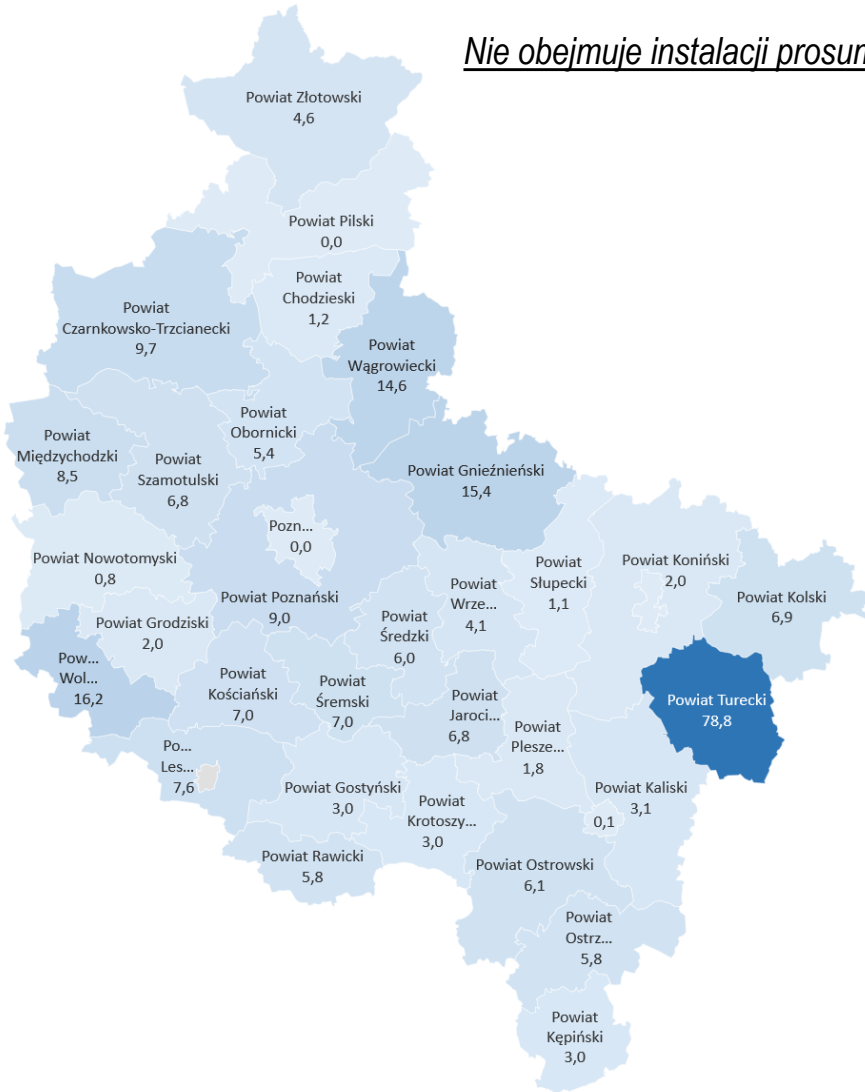 Nie obejmuje instalacji prosum
Powiat Złotowski
4,6
Powiat Pilski
0,0
Powiat
Chodzieski
1,2
Powiat
Czarnkowsko-Trzcianecki
9,7
Powiat
Wągrowiecki
14,6
Powiat
Obornicki
5,4
Powiat
Międzychodzki
8,5
Powiat
Szamotulski
6,8
Powiat Gnieźnieński
15,4
Pozn...
0,0
Powiat Nowotomyski
0,8
Powiat
Słupecki
1,1
Powiat Koniński
2,0
Powiat Kolski
6,9
Powiat Poznański
9,0
Powiat
Wrze...
4,1
Powiat Grodziski
2,0
Powiat
Średzki
6,0
Pow...
Wol...
16,2
Powiat
Kościański
7,0
Powiat
Śremski
7,0
Powiat
Jaroci...
6,8
Powiat Turecki
78,8
Powiat
Plesze...
1,8
Po...
Les...
7,6
Powiat Gostyński
3,0
Powiat
Krotoszy...
3,0
Powiat Kaliski
3,1
0,1
Powiat Rawicki
5,8
Powiat Ostrowski
6,1
Powiat
Ostrz...
5,8
Powiat
Kępiński
3,0